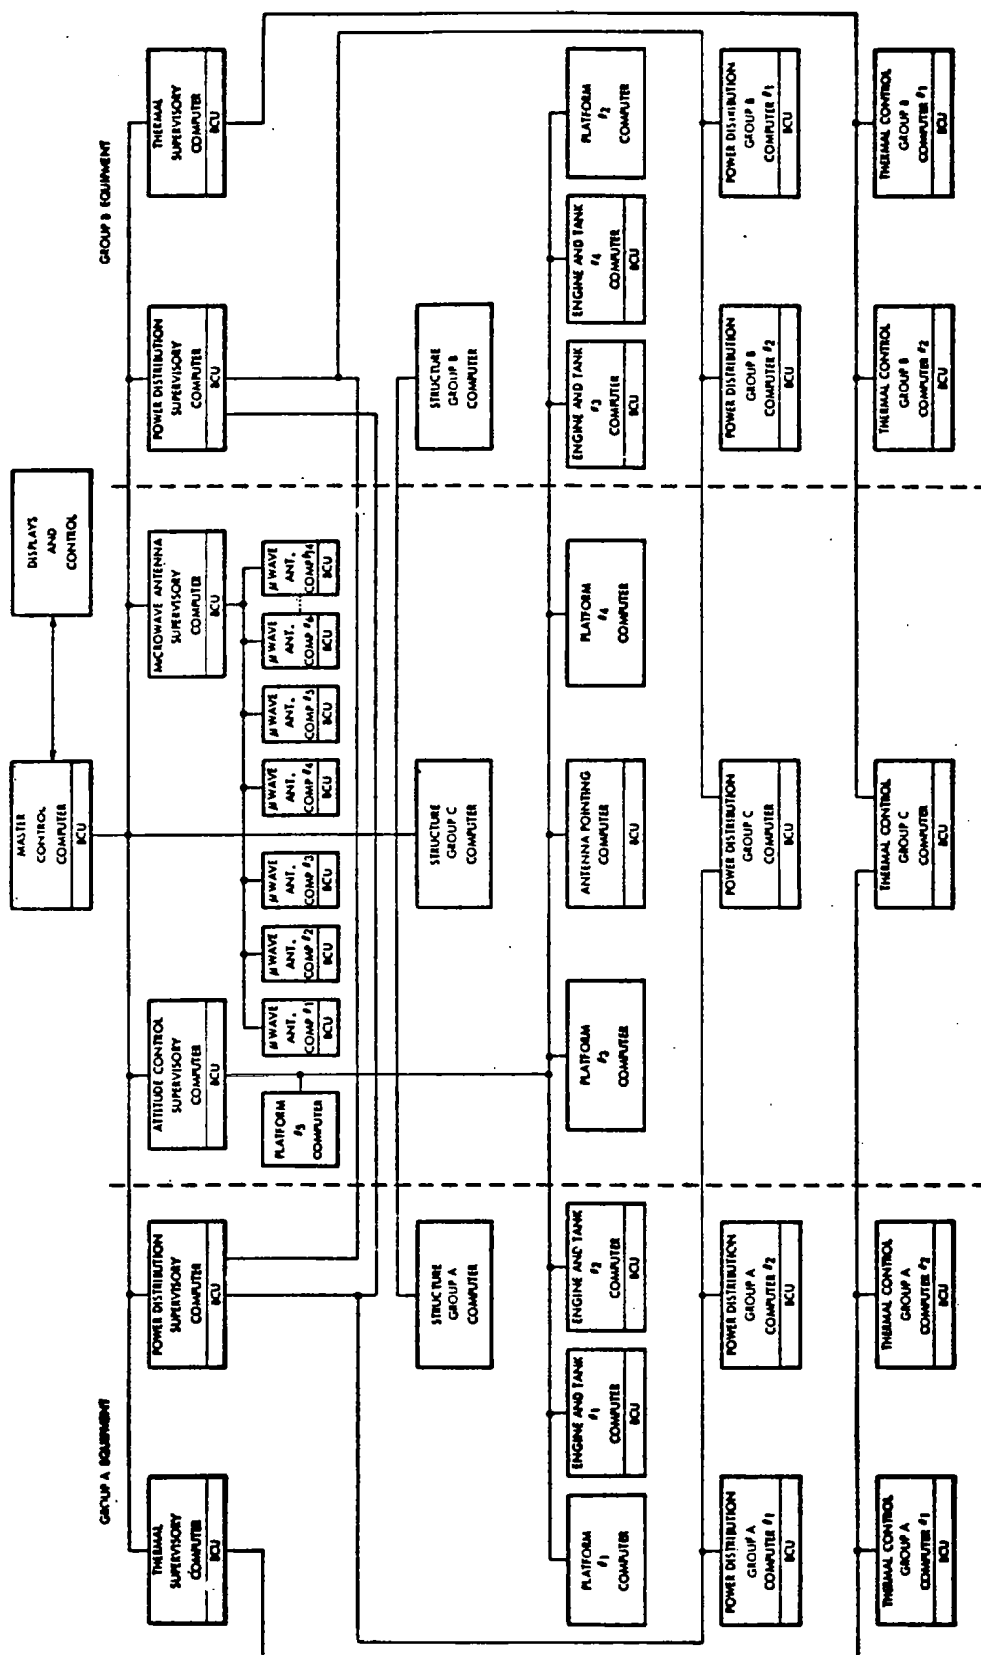 MASTER
CONTROL
COMPUTER
BCU
DISPLAYS
AND
CONTROL
GROUP A EQUIPMENT
GROUP B EQUIPMENT
THERMAL
SUPERVISORY
COMPUTER
BCU
POWER DISTRIBUTION
SUPERVISORY
COMPUTER
BCU
ATTITUDE CONTROL
SUPERVISORY
COMPUTER
BCU
MICROWAVE ANTENNA
SUPERVISORY
COMPUTER
BCU
POWER DISTRIBUTION
SUPERVISORY
COMPUTER
BCU
THERMAL
SUPERVISORY
COMPUTER
BCU
PLATFORM
#5
COMPUTER
μWAVE
ANT.
COMP #1
BCU
μWAVE
ANT.
COMP #2
BCU
μWAVE
ANT.
COMP #3
BCU
μWAVE
ANT.
COMP #4
BCU
μWAVE
ANT.
COMP #5
BCU
μWAVE
ANT.
COMP #6
BCU
μWAVE
ANT.
COMP #14
BCU
STRUCTURE
GROUP A
COMPUTER
STRUCTURE
GROUP C
COMPUTER
STRUCTURE
GROUP B
COMPUTER
PLATFORM
#1
COMPUTER
ENGINE AND TANK
#1
COMPUTER
BCU
ENGINE AND TANK
#2
COMPUTER
BCU
PLATFORM
#3
COMPUTER
ANTENNA POINTING
COMPUTER
BCU
PLATFORM
#4
COMPUTER
ENGINE AND TANK
#3
COMPUTER
BCU
ENGINE AND TANK
#4
COMPUTER
BCU
PLATFORM
#2
COMPUTER
POWER DISTRIBUTION
GROUP A
COMPUTER #1
BCU
POWER DISTRIBUTION
GROUP A
COMPUTER #2
BCU
POWER DISTRIBUTION
GROUP C
COMPUTER
BCU
POWER DISTRIBUTION
GROUP B
COMPUTER #2
BCU
POWER DISTRIBUTION
GROUP B
COMPUTER #1
BCU
THERMAL CONTROL
GROUP A
COMPUTER #1
BCU
THERMAL CONTROL
GROUP A
COMPUTER #2
BCU
THERMAL CONTROL
GROUP C
COMPUTER
BCU
THERMAL CONTROL
GROUP B
COMPUTER #2
BCU
THERMAL CONTROL
GROUP B
COMPUTER #1
BCU